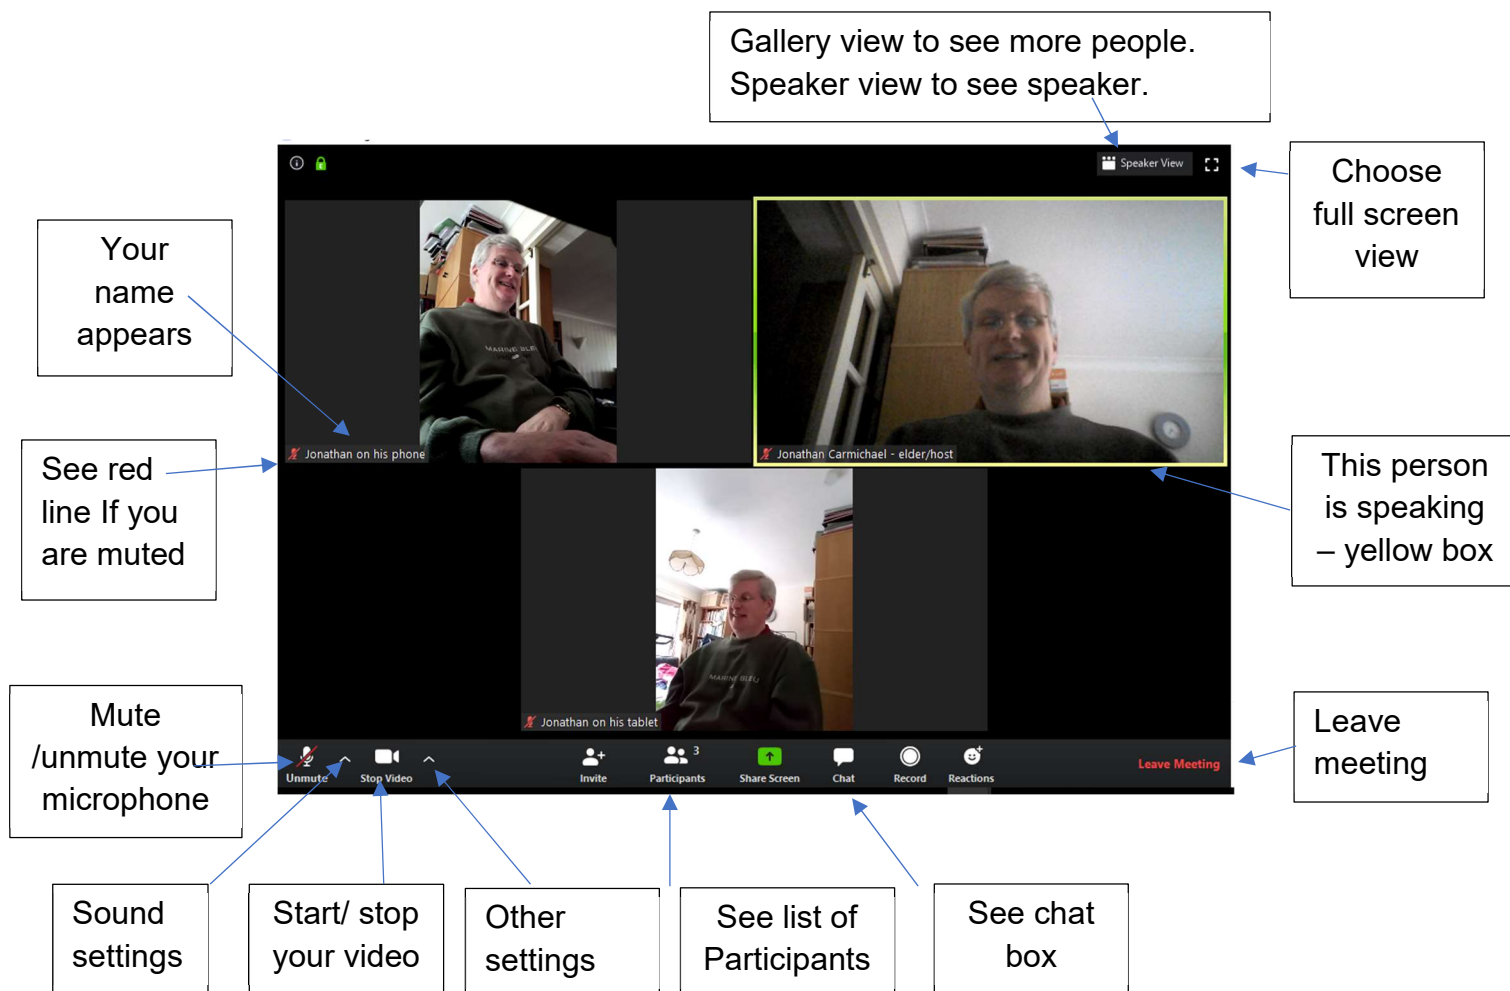 Gallery view to see more people.
Speaker view to see speaker.
Speaker View
Choose
full screen
view
Your
name
appears
MARINE BLEU
Jonathan on his phone
Jonathan Carmichael - elder/host
See red
line If you
are muted
This person
is speaking
– yellow box
MARINE BLEU
Jonathan on his tablet
Mute
/unmute your
microphone
Leave
meeting
Unmute
Stop Video
Invite
3
Participants
Share Screen
Chat
Record
Reactions
Leave Meeting
Sound
settings
Start/ stop
your video
Other
settings
See list of
Participants
See chat
box